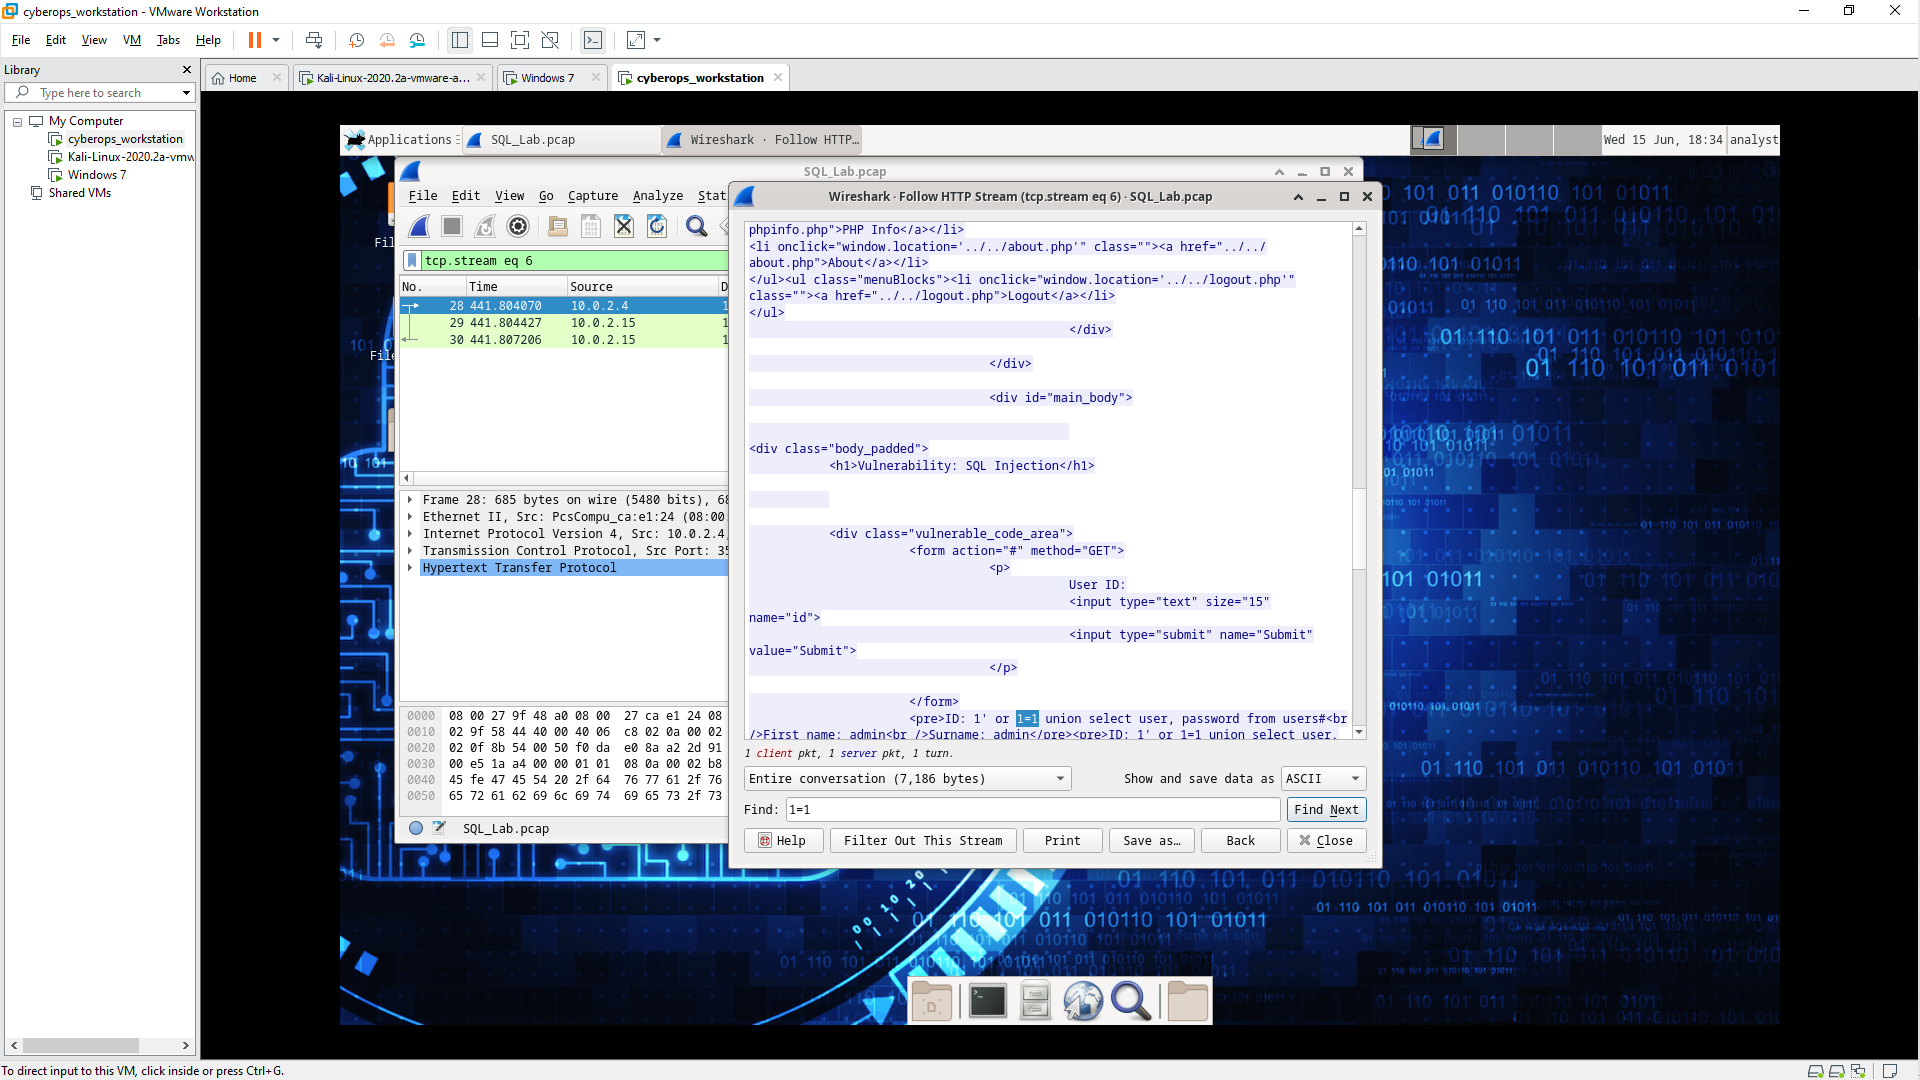 cyberops_workstation - VMware Workstation
File Edit View VM Tabs Help
Library
Type here to search
My Computer
cyberops_workstation
Kali-Linux-2020.2a-vmw
Windows 7
Shared VMs
Home
Kali-Linux-2020.2a-vmware-a...
Windows 7
cyberops_workstation
Applications
SQL_Lab.pcap
Wireshark · Follow HTTP...
Wed 15 Jun, 18:34
analyst
SQL_Lab.pcap
File Edit View Go Capture Analyze Stat
tcp.stream eq 6
No. Time Source D
28 441.804070 10.0.2.4 1
29 441.804427 10.0.2.15 1
30 441.807206 10.0.2.15 1
Frame 28: 685 bytes on wire (5480 bits), 68
Ethernet II, Src: PcsCompu_ca:e1:24 (08:00:
Internet Protocol Version 4, Src: 10.0.2.4,
Transmission Control Protocol, Src Port: 35
Hypertext Transfer Protocol
0000 08 00 27 9f 48 a0 08 00 27 ca e1 24 08
0010 02 9f 58 44 40 00 40 06 c8 02 0a 00 02
0020 02 0f 8b 54 00 50 f0 da e0 8a a2 2d 91
0030 00 e5 1a a4 00 00 01 01 08 0a 00 02 b8
0040 45 fe 47 45 54 20 2f 64 76 77 61 2f 76
0050 65 72 61 62 69 6c 69 74 69 65 73 2f 73
SQL_Lab.pcap
Wireshark · Follow HTTP Stream (tcp.stream eq 6) · SQL_Lab.pcap
phpinfo.php">PHP Info</a></li>
<li onclick="window.location='../../about.php'" class=""><a href="../../
about.php">About</a></li>
</ul><ul class="menuBlocks"><li onclick="window.location='../../logout.php'"
class=""><a href="../../logout.php">Logout</a></li>
</ul>
</div>
</div>
<div id="main_body">
<div class="body_padded">
<h1>Vulnerability: SQL Injection</h1>
<div class="vulnerable_code_area">
<form action="#" method="GET">
<p>
User ID:
<input type="text" size="15"
name="id">
<input type="submit" name="Submit"
value="Submit">
</p>
</form>
<pre>ID: 1' or 1=1 union select user, password from users#<br
/>First name: admin<br />Surname: admin</pre><pre>ID: 1' or 1=1 union select user,
1 client pkt, 1 server pkt, 1 turn.
Entire conversation (7,186 bytes)
Show and save data as ASCII
Find: 1=1
Find Next
Help
Filter Out This Stream
Print
Save as…
Back
Close
To direct input to this VM, click inside or press Ctrl+G.